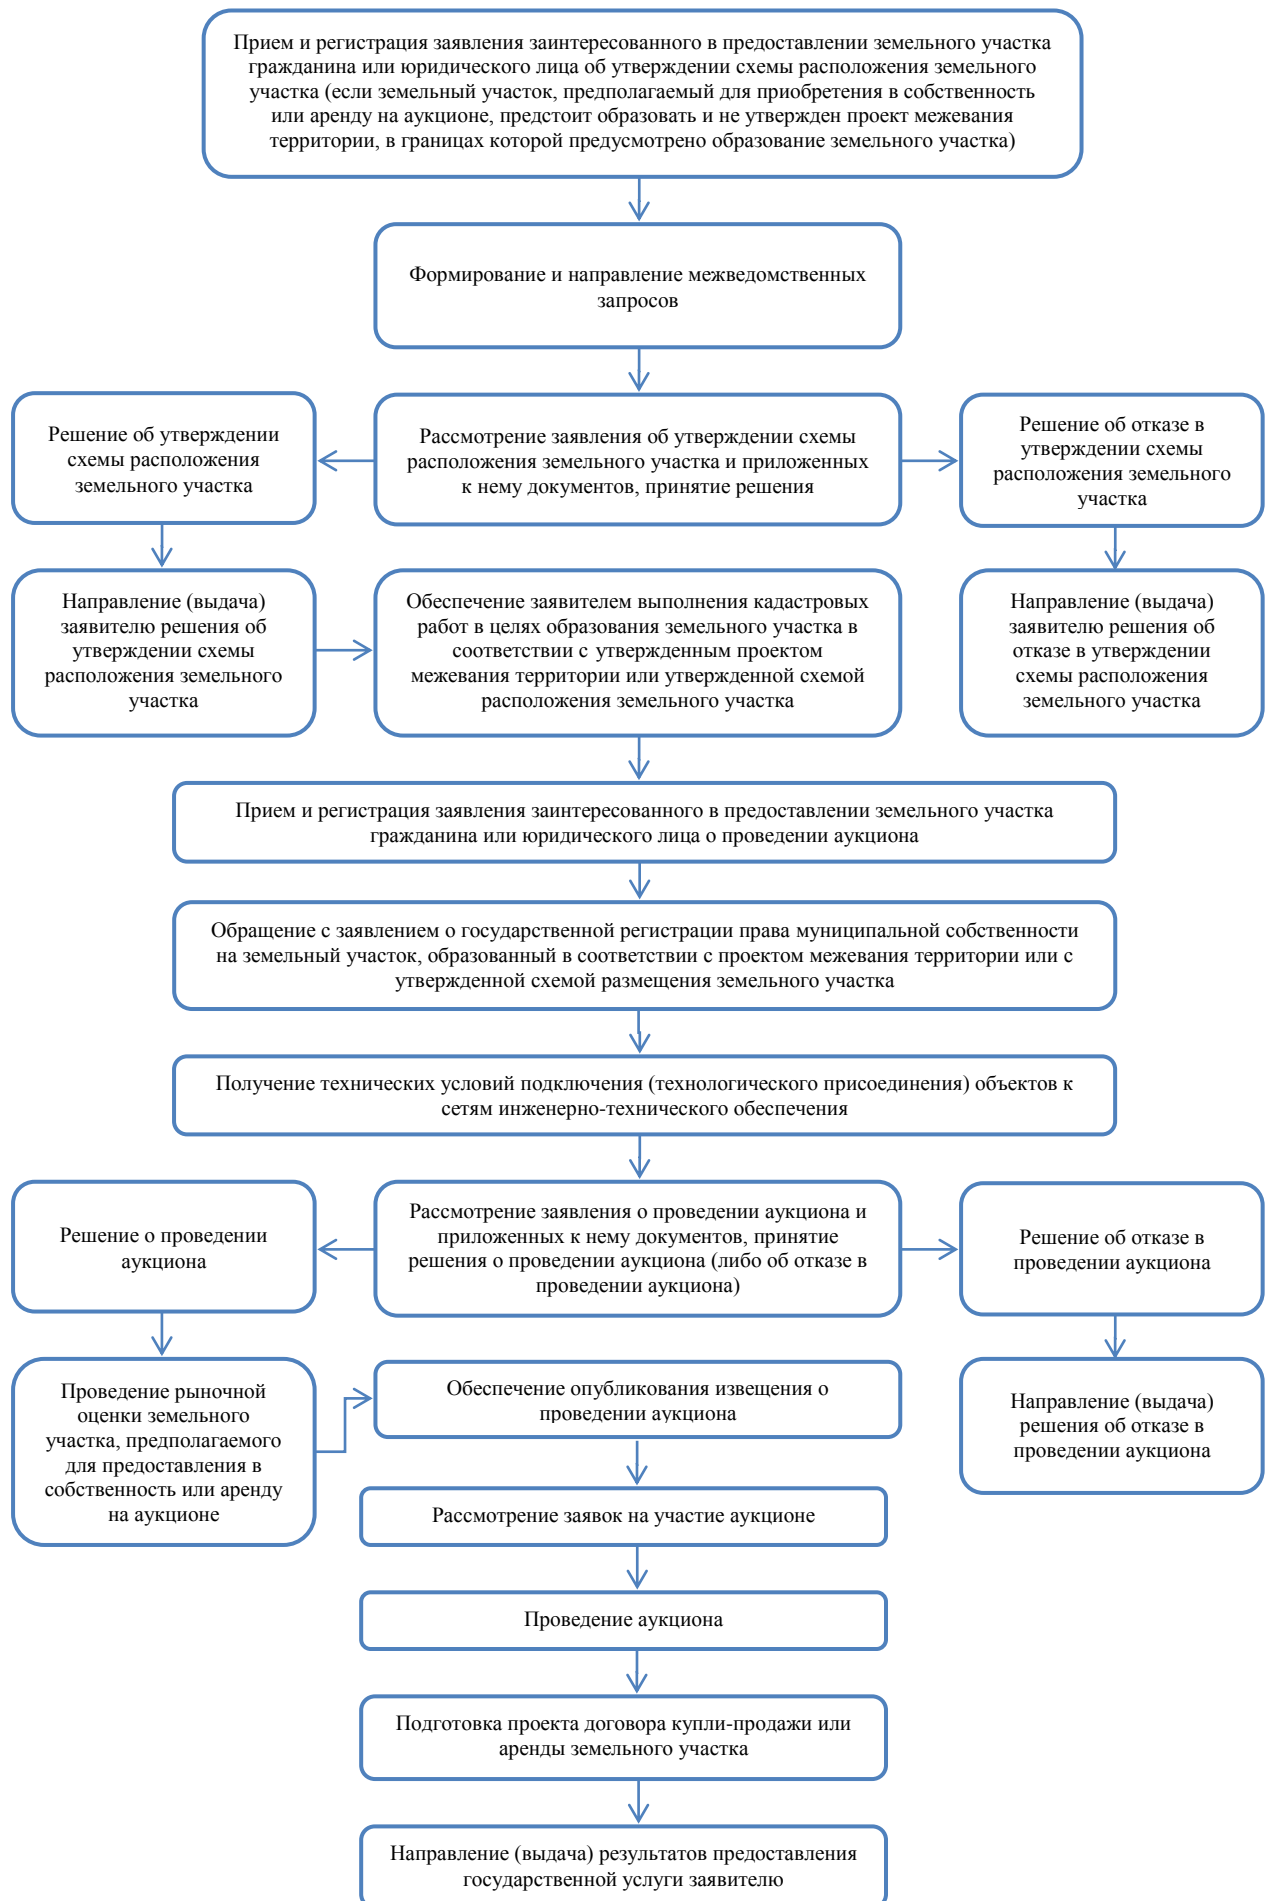 Прием и регистрация заявления заинтересованного в предоставлении земельного участка
гражданина или юридического лица об утверждении схемы расположения земельного
участка (если земельный участок, предполагаемый для приобретения в собственность
или аренду на аукционе, предстоит образовать и не утвержден проект межевания
территории, в границах которой предусмотрено образование земельного участка)
Формирование и направление межведомственных
запросов
Решение об утверждении
схемы расположения
земельного участка
Рассмотрение заявления об утверждении схемы
расположения земельного участка и приложенных
к нему документов, принятие решения
Решение об отказе в
утверждении схемы
расположения земельного
участка
Направление (выдача)
заявителю решения об
утверждении схемы
расположения земельного
участка
Обеспечение заявителем выполнения кадастровых
работ в целях образования земельного участка в
соответствии с утвержденным проектом
межевания территории или утвержденной схемой
расположения земельного участка
Направление (выдача)
заявителю решения об
отказе в утверждении
схемы расположения
земельного участка
Прием и регистрация заявления заинтересованного в предоставлении земельного участка
гражданина или юридического лица о проведении аукциона
Обращение с заявлением о государственной регистрации права муниципальной собственности
на земельный участок, образованный в соответствии с проектом межевания территории или с
утвержденной схемой размещения земельного участка
Получение технических условий подключения (технологического присоединения) объектов к
сетям инженерно-технического обеспечения
Решение о проведении
аукциона
Рассмотрение заявления о проведении аукциона и
приложенных к нему документов, принятие
решения о проведении аукциона (либо об отказе в
проведении аукциона)
Решение об отказе в
проведении аукциона
Проведение рыночной
оценки земельного
участка, предполагаемого
для предоставления в
собственность или аренду
на аукционе
Обеспечение опубликования извещения о
проведении аукциона
Направление (выдача)
решения об отказе в
проведении аукциона
Рассмотрение заявок на участие аукционе
Проведение аукциона
Подготовка проекта договора купли-продажи или
аренды земельного участка
Направление (выдача) результатов предоставления
государственной услуги заявителю